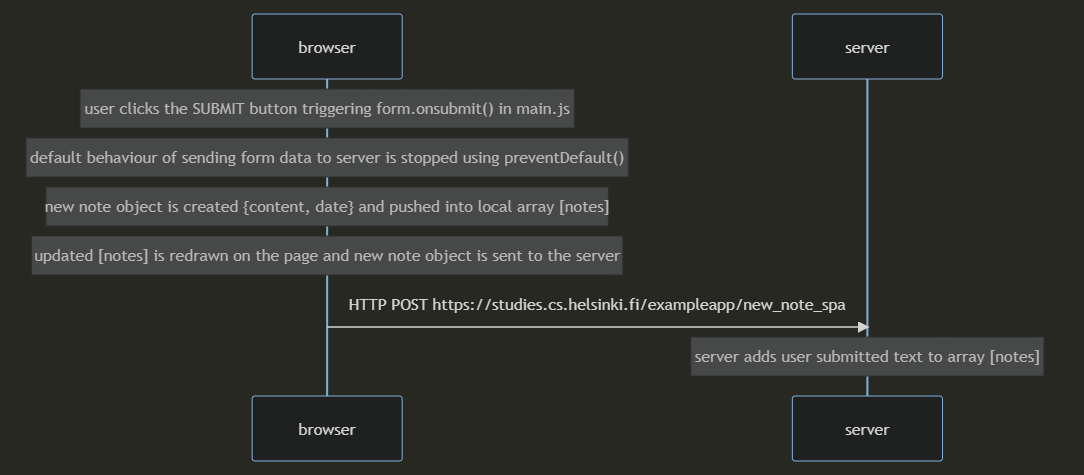 browser
server
user clicks the SUBMIT button triggering form.onsubmit() in main.js
default behaviour of sending form data to server is stopped using preventDefault()
new note object is created {content, date} and pushed into local array [notes]
updated [notes] is redrawn on the page and new note object is sent to the server
HTTP POST https://studies.cs.helsinki.fi/exampleapp/new_note_spa
server adds user submitted text to array [notes]
browser
server